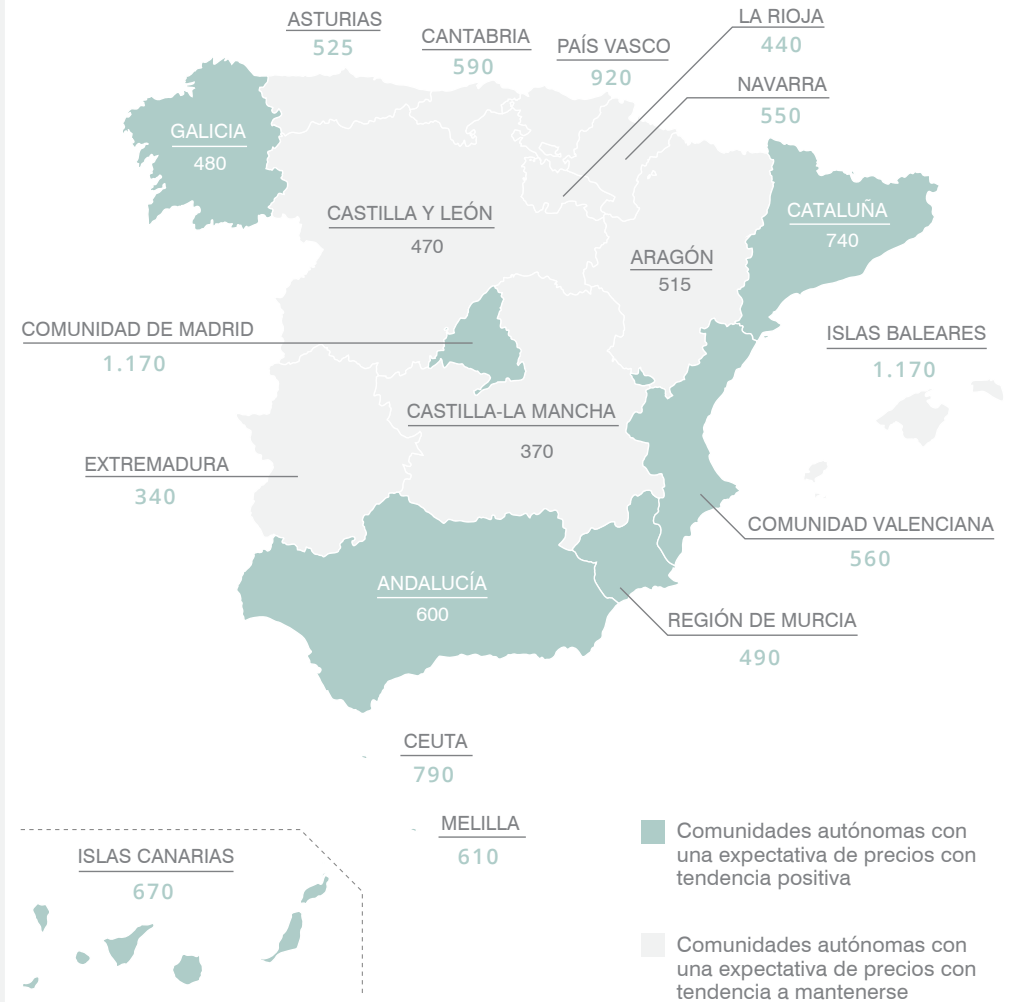 ASTURIAS
525
CANTABRIA
590
PAÍS VASCO
920
LA RIOJA
440
NAVARRA
550
GALICIA
480
CASTILLA Y LEÓN
470
ARAGÓN
515
CATALUÑA
740
COMUNIDAD DE MADRID
1.170
ISLAS BALEARES
1.170
CASTILLA-LA MANCHA
370
EXTREMADURA
340
COMUNIDAD VALENCIANA
560
ANDALUCÍA
600
REGIÓN DE MURCIA
490
CEUTA
790
MELILLA
610
ISLAS CANARIAS
670
Comunidades autónomas con
una expectativa de precios con
tendencia positiva
Comunidades autónomas con
una expectativa de precios con
tendencia a mantenerse